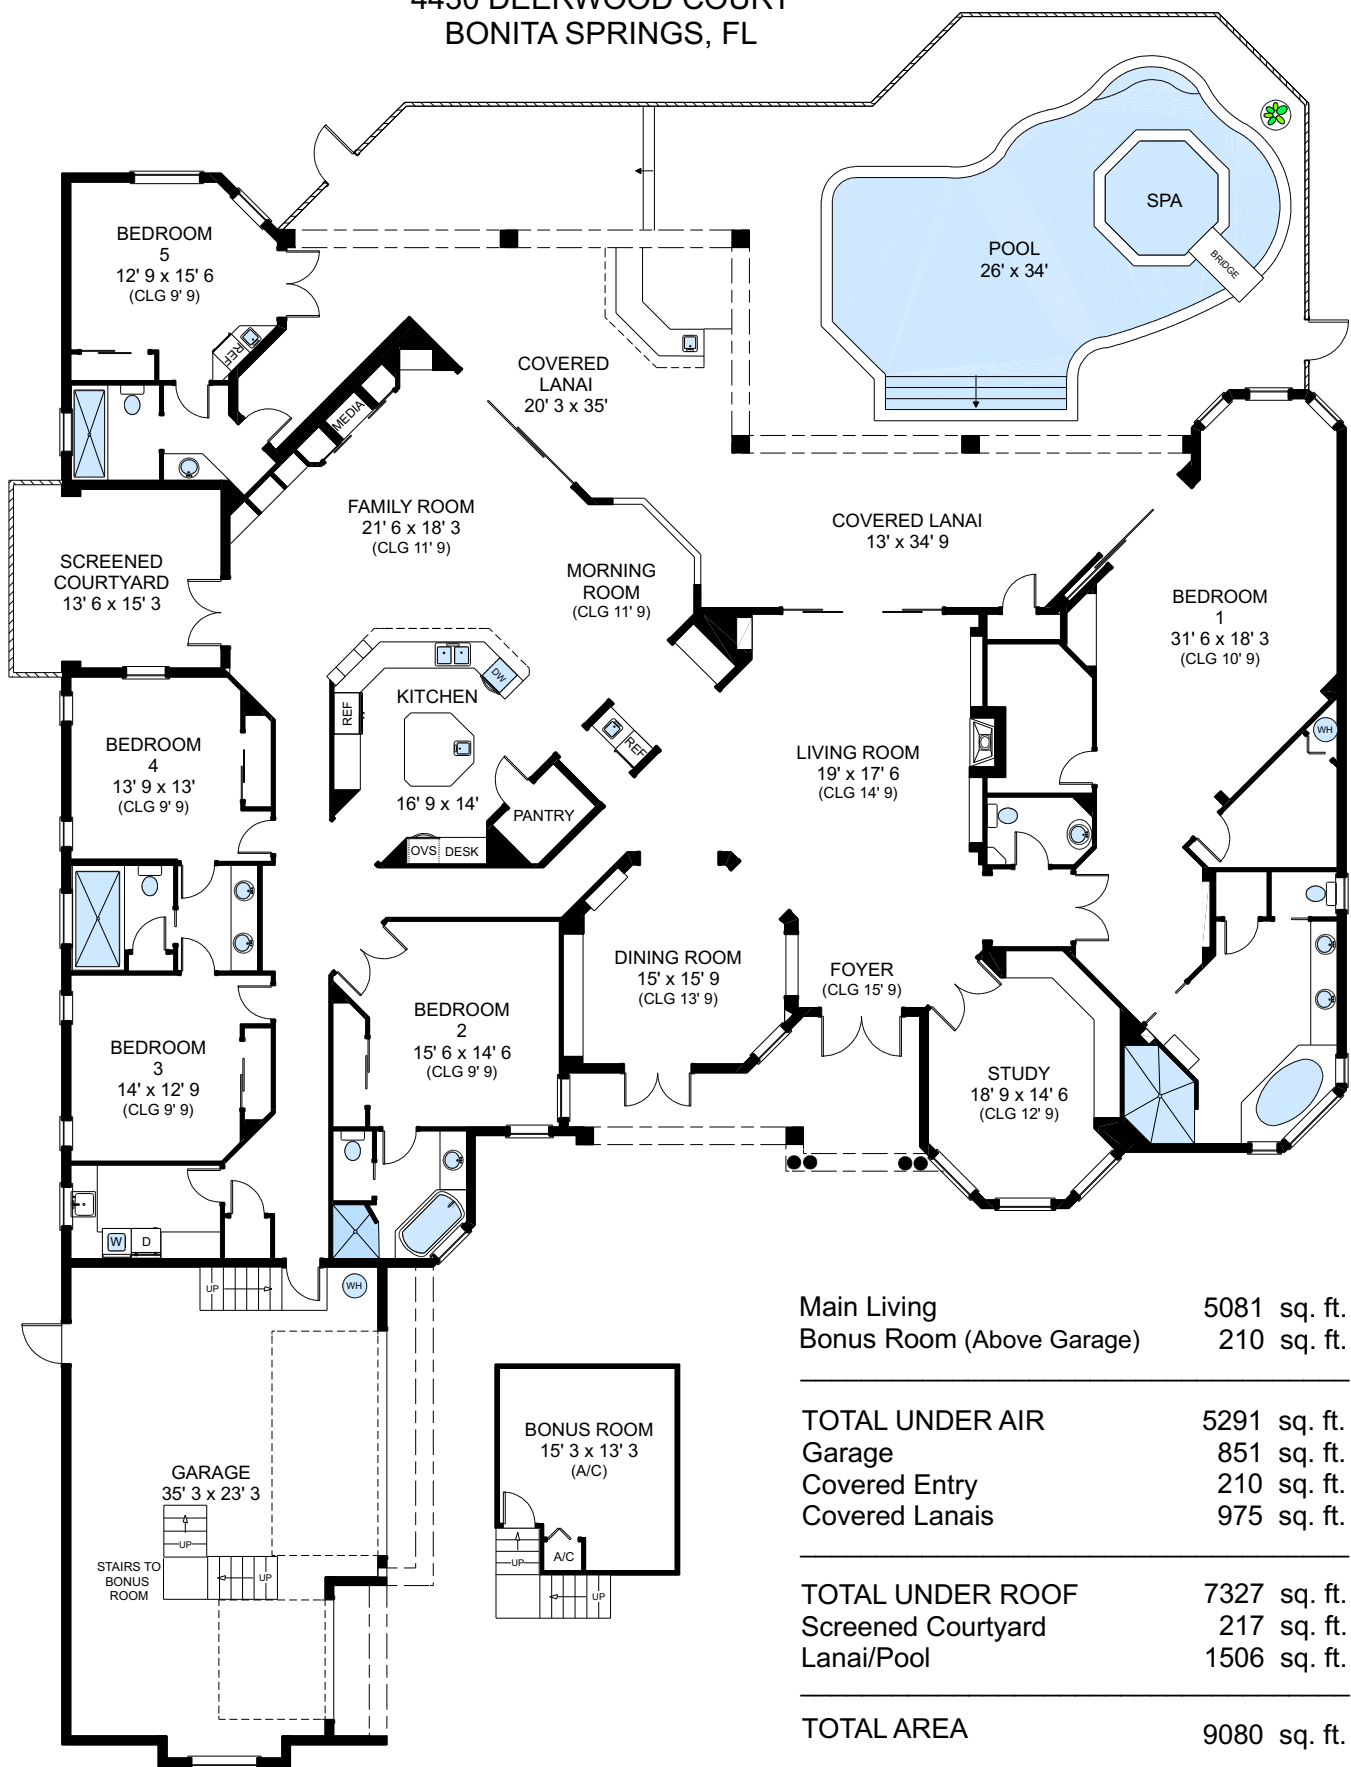 4430 DEERWOOD COURT
BONITA SPRINGS, FL
SPA
BRIDGE
POOL
26' x 34'
BEDROOM
5
12' 9 x 15' 6
(CLG 9' 9)
REF
COVERED
LANAI
20' 3 x 35'
MEDIA
FAMILY ROOM
21' 6 x 18' 3
(CLG 11' 9)
COVERED LANAI
13' x 34' 9
SCREENED
COURTYARD
13' 6 x 15' 3
MORNING
ROOM
(CLG 11' 9)
BEDROOM
1
31' 6 x 18' 3
(CLG 10' 9)
DW
KITCHEN
REF
16' 9 x 14'
REF
WH
BEDROOM
4
13' 9 x 13'
(CLG 9' 9)
LIVING ROOM
19' x 17' 6
(CLG 14' 9)
PANTRY
OVS
DESK
DINING ROOM
15' x 15' 9
(CLG 13' 9)
FOYER
(CLG 15' 9)
BEDROOM
2
15' 6 x 14' 6
(CLG 9' 9)
BEDROOM
3
14' x 12' 9
(CLG 9' 9)
STUDY
18' 9 x 14' 6
(CLG 12' 9)
W
D
UP
WH
Main Living 5081 sq. ft.
Bonus Room (Above Garage) 210 sq. ft.
TOTAL UNDER AIR 5291 sq. ft.
Garage 851 sq. ft.
Covered Entry 210 sq. ft.
Covered Lanais 975 sq. ft.
TOTAL UNDER ROOF 7327 sq. ft.
Screened Courtyard 217 sq. ft.
Lanai/Pool 1506 sq. ft.
TOTAL AREA 9080 sq. ft.
BONUS ROOM
15' 3 x 13' 3
(A/C)
A/C
UP
UP
GARAGE
35' 3 x 23' 3
UP
UP
STAIRS TO
BONUS
ROOM